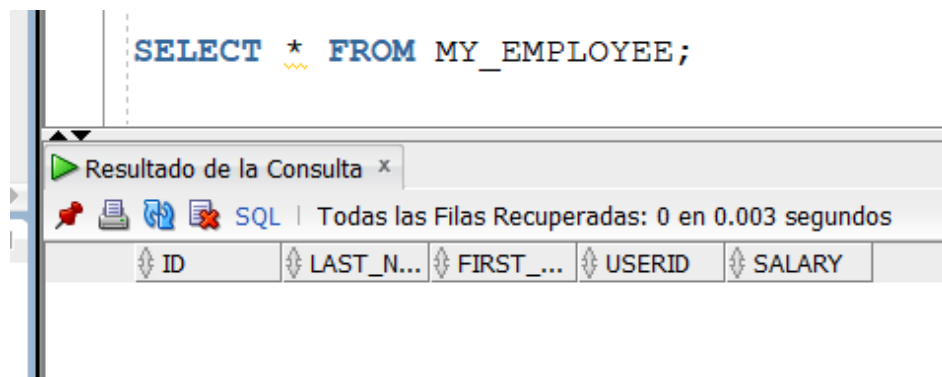 SELECT * FROM MY_EMPLOYEE;
Resultado de la Consulta x
SQL | Todas las Filas Recuperadas: 0 en 0.003 segundos
ID LAST_N... FIRST_... USERID SALARY